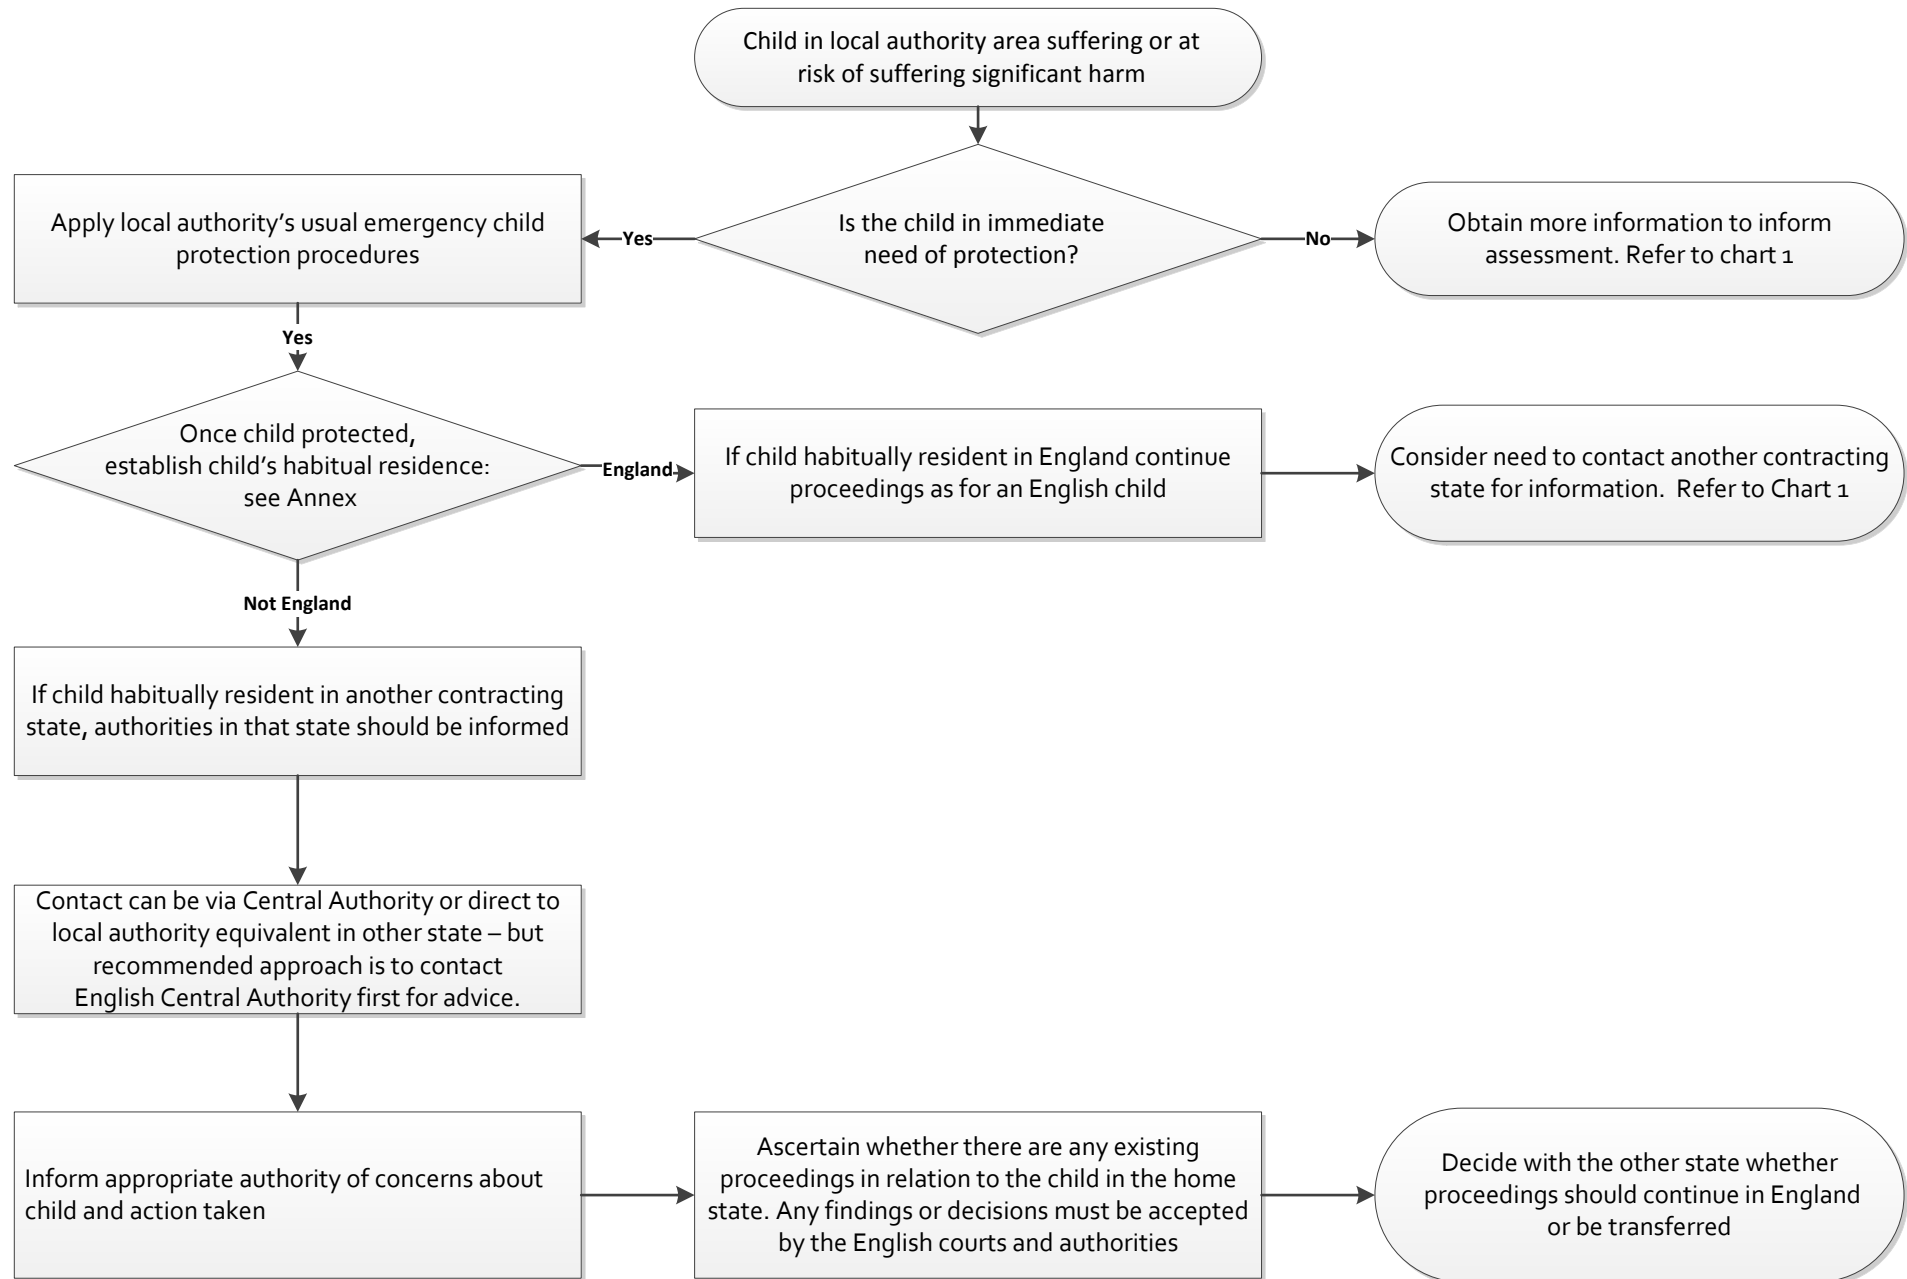 Child in local authority area suffering or at
risk of suffering significant harm
Apply local authority’s usual emergency child
protection procedures
Yes
Is the child in immediate
need of protection?
No
Obtain more information to inform
assessment. Refer to chart 1
Yes
Once child protected,
establish child’s habitual residence:
see Annex
England
If child habitually resident in England continue
proceedings as for an English child
Consider need to contact another contracting
state for information.  Refer to Chart 1
Not England
If child habitually resident in another contracting
state, authorities in that state should be informed
Contact can be via Central Authority or direct to
local authority equivalent in other state – but
recommended approach is to contact
English Central Authority first for advice.
Inform appropriate authority of concerns about
child and action taken
Ascertain whether there are any existing
proceedings in relation to the child in the home
state. Any findings or decisions must be accepted
by the English courts and authorities
Decide with the other state whether
proceedings should continue in England
or be transferred